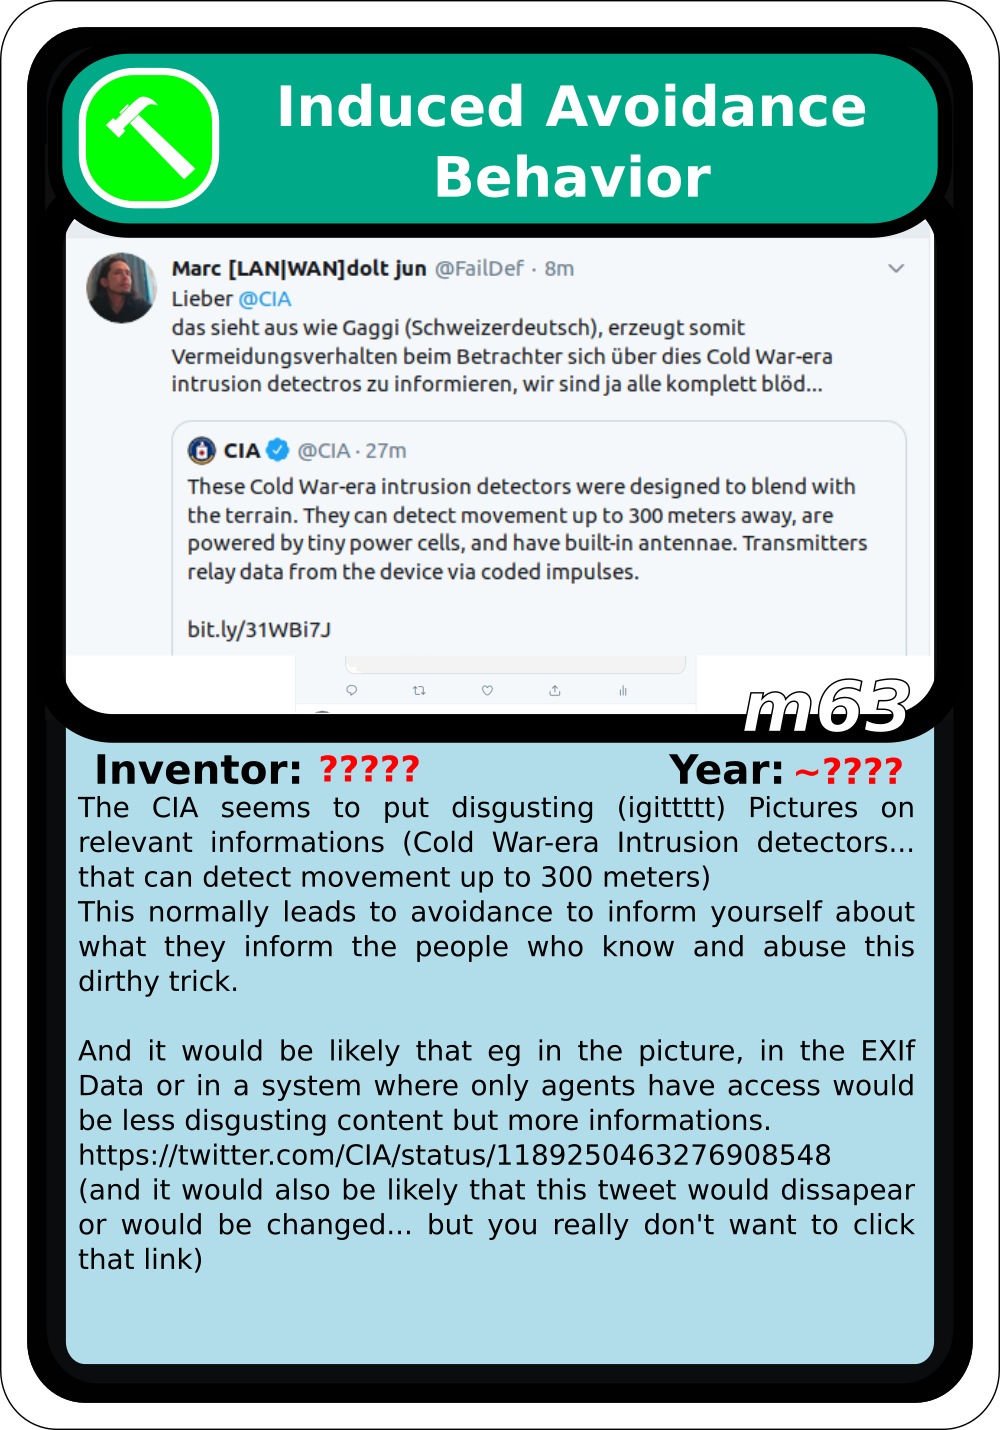 Induced Avoidance
Behavior
Marc [LAN|WAN]dolt jun @FailDef · 8m
Lieber @CIA
das sieht aus wie Gaggi (Schweizerdeutsch), erzeugt somit
Vermeidungsverhalten beim Betrachter sich über dies Cold War-era
intrusion detectros zu informieren, wir sind ja alle komplett blöd...
CIA @CIA · 27m
These Cold War-era intrusion detectors were designed to blend with
the terrain. They can detect movement up to 300 meters away, are
powered by tiny power cells, and have built-in antennae. Transmitters
relay data from the device via coded impulses.
bit.ly/31WBi7J
m63
Inventor: ????? Year: ~????
The CIA seems to put disgusting (igittttt) Pictures on
relevant informations (Cold War-era Intrusion detectors...
that can detect movement up to 300 meters)
This normally leads to avoidance to inform yourself about
what they inform the people who know and abuse this
dirthy trick.
And it would be likely that eg in the picture, in the EXIf
Data or in a system where only agents have access would
be less disgusting content but more informations.
https://twitter.com/CIA/status/1189250463276908548
(and it would also be likely that this tweet would dissapear
or would be changed... but you really don't want to click
that link)